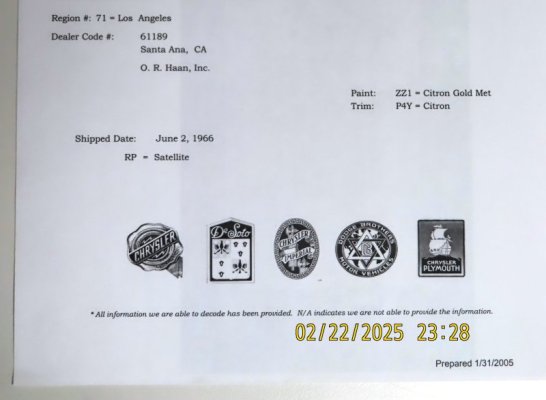 Region #: 71 = Los Angeles
Dealer Code #: 61189
Santa Ana, CA
O. R. Haan, Inc.
Paint: ZZ1 = Citron Gold Met
Trim: P4Y = Citron
Shipped Date: June 2, 1966
RP = Satellite
CHRYSLER
De Soto
CHRYSLER IMPERIAL
DODGE BROTHERS
MOTOR VEHICLES
CHRYSLER
PLYMOUTH
* All information we are able to decode has been provided. N/A indicates we are not able to provide the information.
02/22/2025 23:28
Prepared 1/31/2005